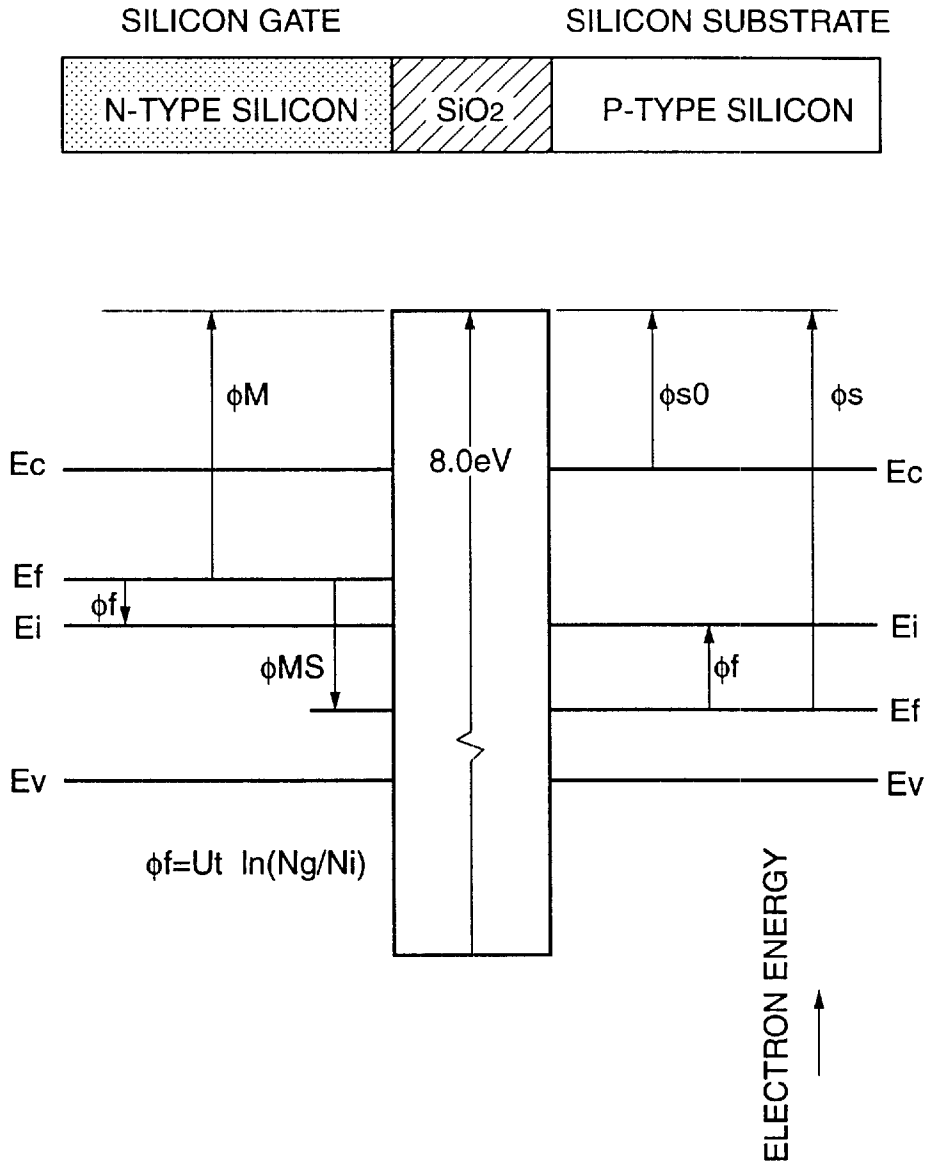 SILICON GATE
SILICON SUBSTRATE
N-TYPE SILICON
SiO2
P-TYPE SILICON
ϕM
ϕs0
ϕs
Ec
8.0eV
Ec
Ef
ϕf
Ei
Ei
ϕMS
ϕf
Ef
Ev
Ev
ϕf=Ut ln(Ng/Ni)
ELECTRON ENERGY